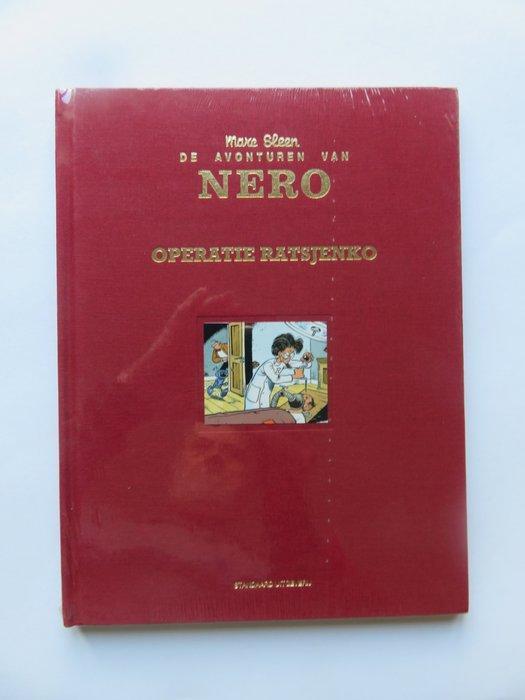 Marc Sleen
DE AVONTUREN VAN
NERO
OPERATIE RATSJENKO
STANDAARD UITGEVERIJ